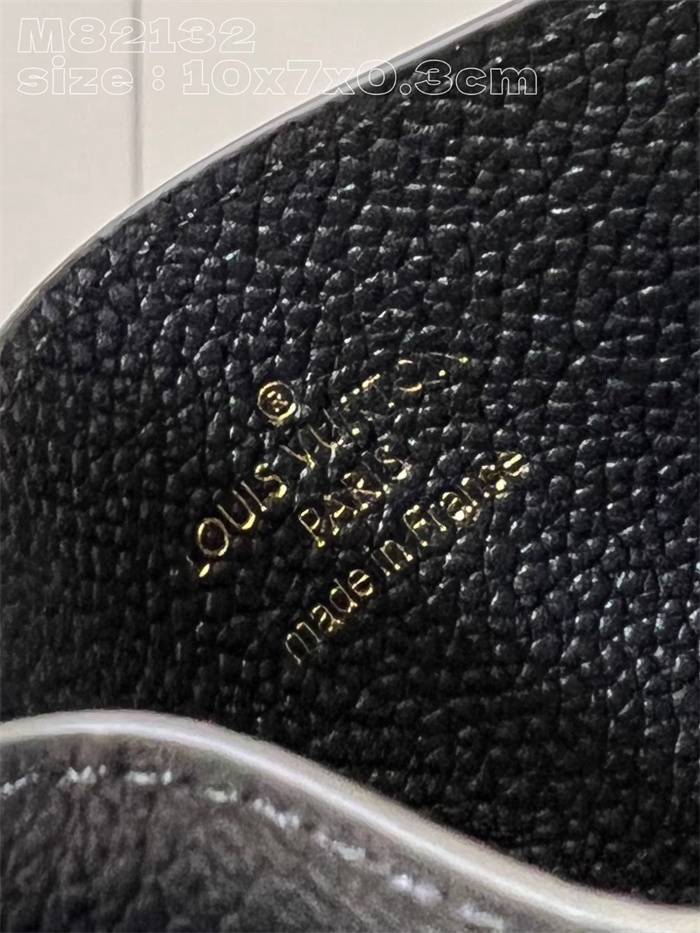 M82132
size : 10x7x0.3cm
®
LOUIS VUITTON
PARIS
made in France